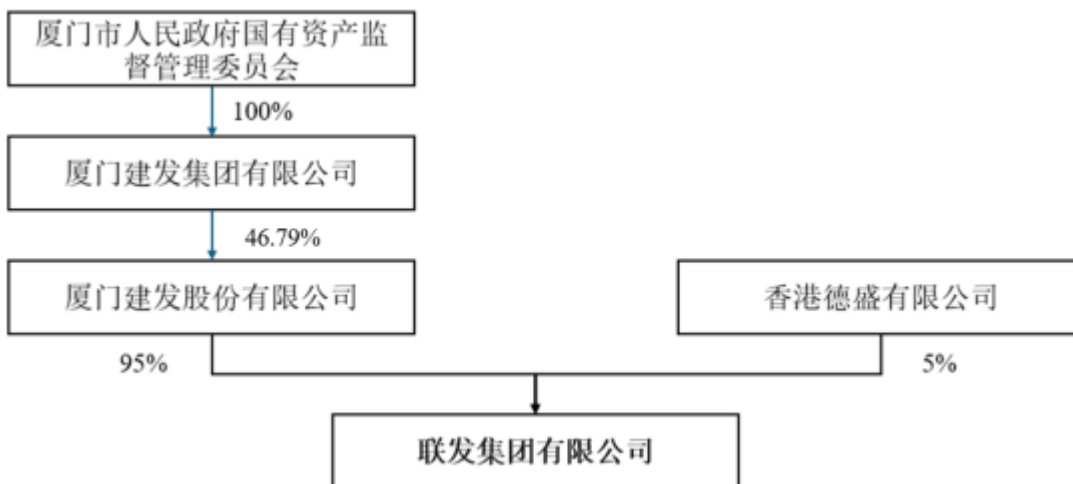 厦门市人民政府国有资产监
督管理委员会
100%
厦门建发集团有限公司
46.79%
厦门建发股份有限公司
香港德盛有限公司
95%
5%
联发集团有限公司